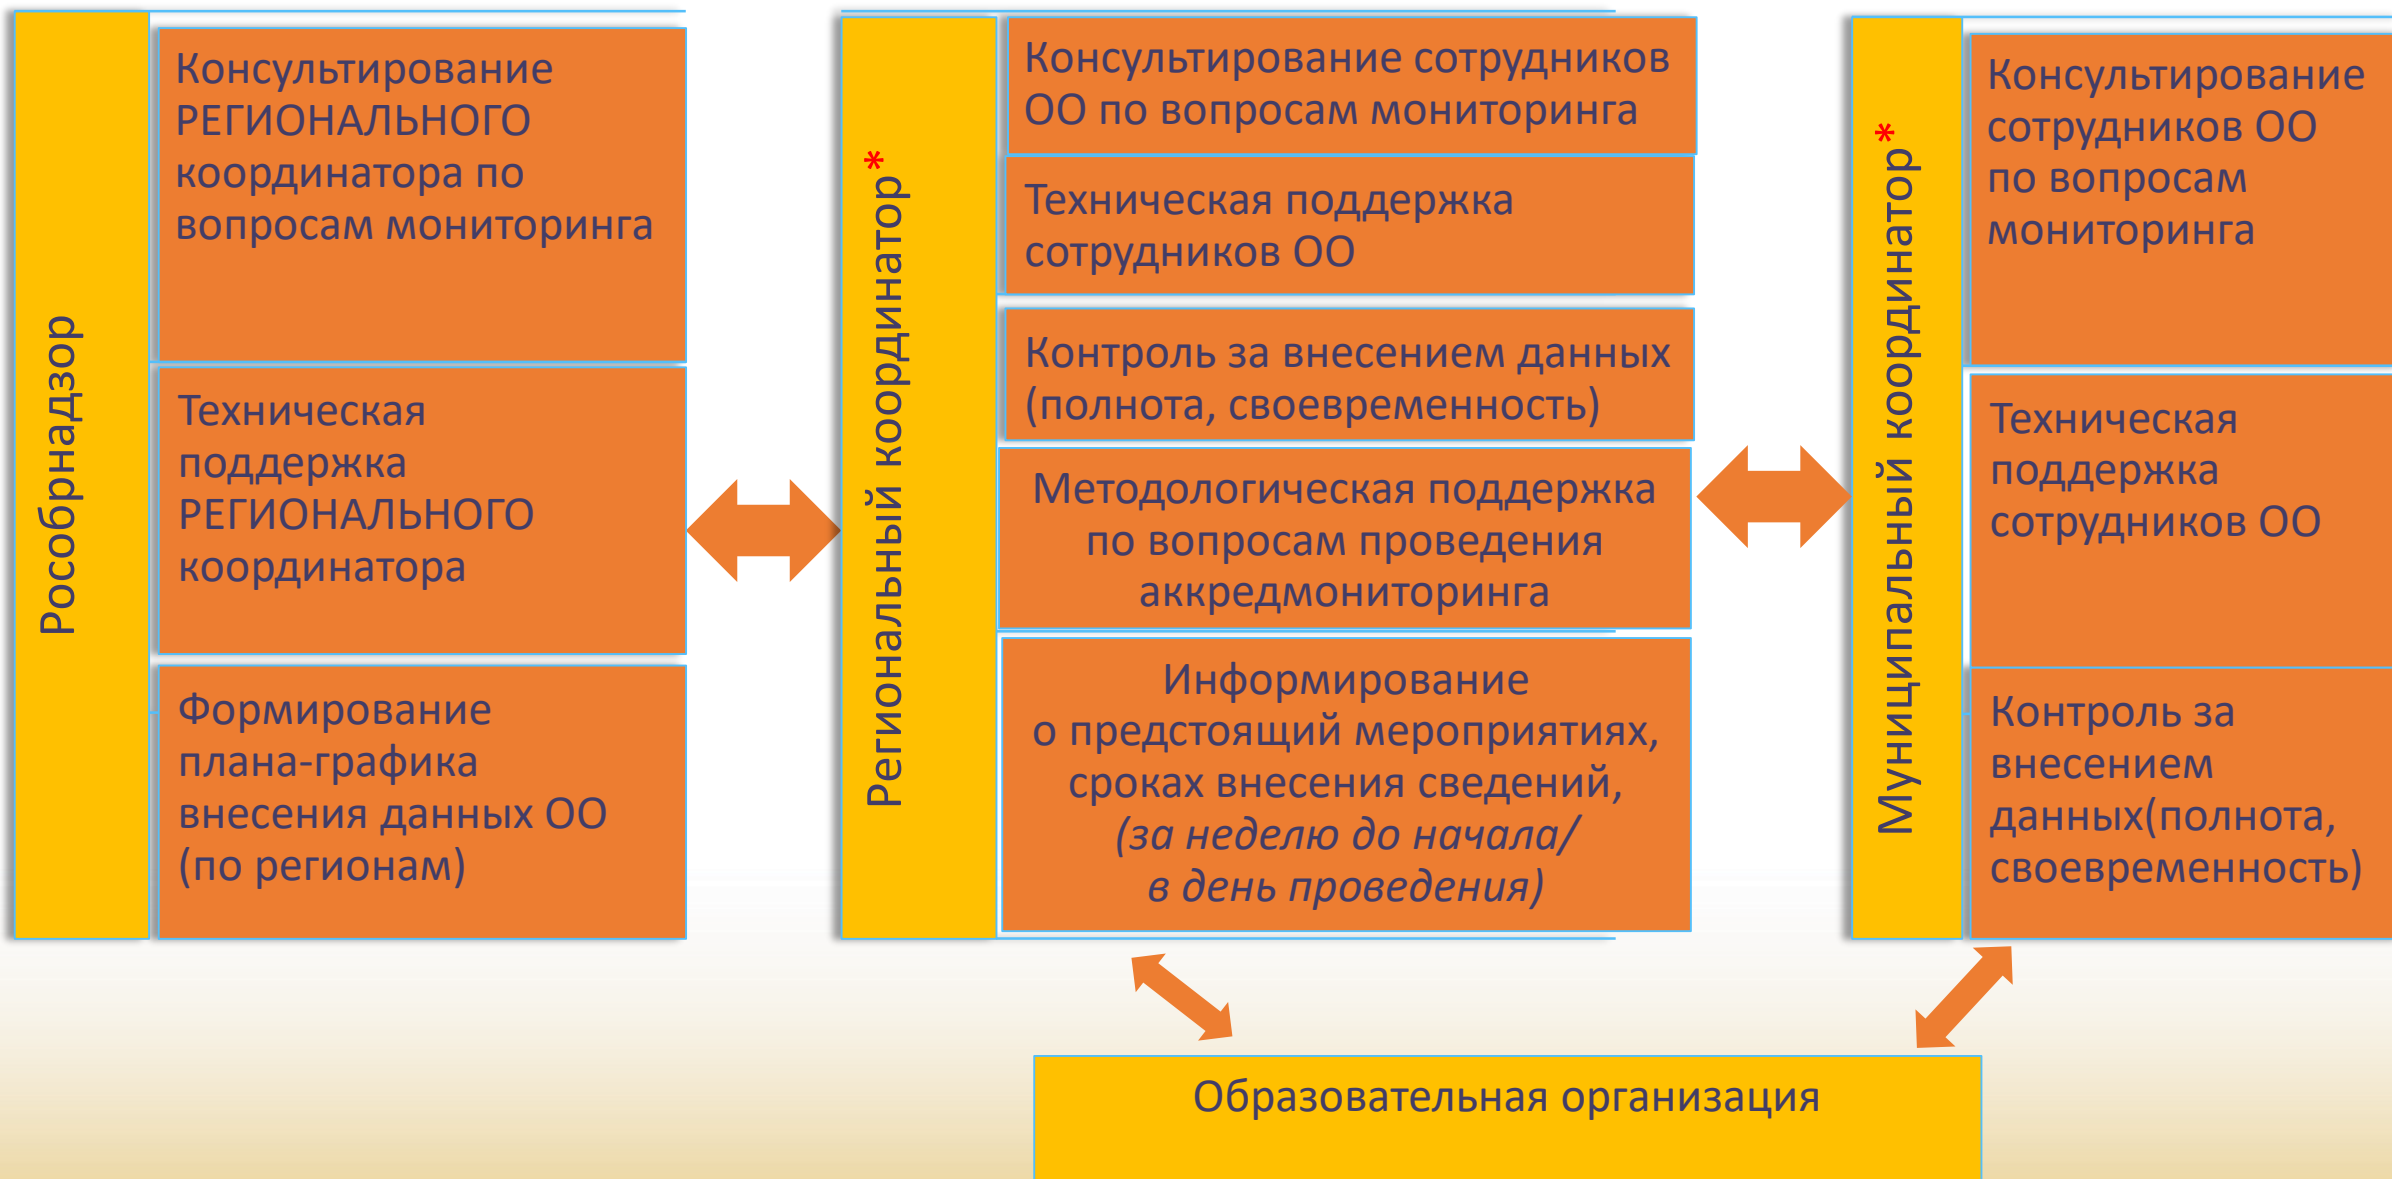 Рособрнадзор
Консультирование
РЕГИОНАЛЬНОГО
координатора по
вопросам мониторинга
Техническая
поддержка
РЕГИОНАЛЬНОГО
координатора
Формирование
плана-графика
внесения данных ОО
(по регионам)
Региональный координатор*
Консультирование сотрудников
ОО по вопросам мониторинга
Техническая поддержка
сотрудников ОО
Контроль за внесением данных
(полнота, своевременность)
Методологическая поддержка
по вопросам проведения
аккредмониторинга
Информирование
о предстоящий мероприятиях,
сроках внесения сведений,
(за неделю до начала/
в день проведения)
Муниципальный координатор*
Консультирование
сотрудников ОО
по вопросам
мониторинга
Техническая
поддержка
сотрудников ОО
Контроль за
внесением
данных(полнота,
своевременность)
Образовательная организация